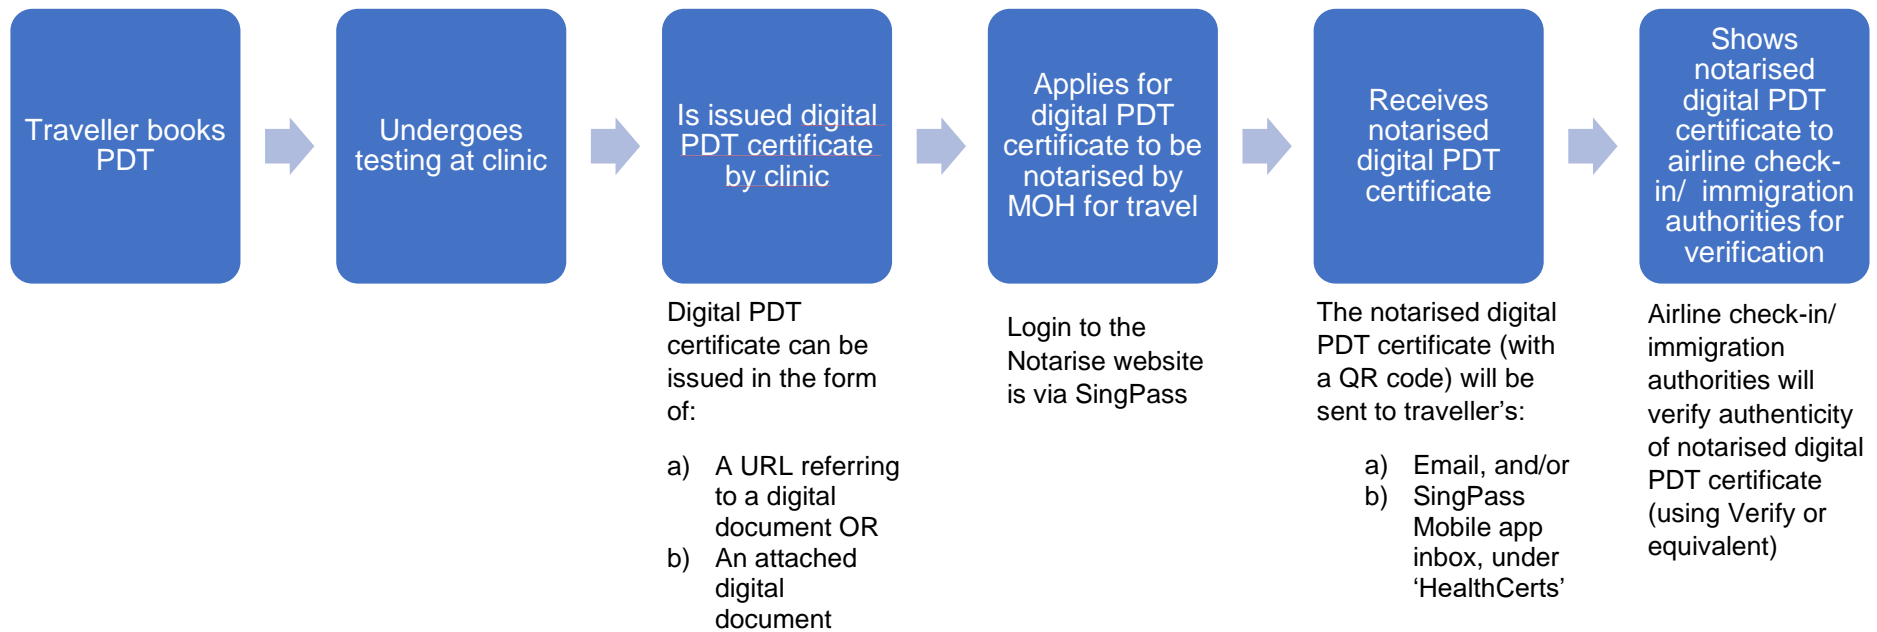 Traveller books
PDT
Undergoes
testing at clinic
Is issued digital
PDT certificate
by clinic
Applies for
digital PDT
certificate to be
notarised by
MOH for travel
Receives
notarised
digital PDT
certificate
Shows
notarised
digital PDT
certificate to
airline check-
in/ immigration
authorities for
verification
Digital PDT
certificate can be
issued in the form
of:
a) A URL referring
to a digital
document OR
b) An attached
digital
document
Login to the
Notarise website
is via SingPass
The notarised digital
PDT certificate (with
a QR code) will be
sent to traveller’s:
a) Email, and/or
b) SingPass
Mobile app
inbox, under
‘HealthCerts’
Airline check-in/
immigration
authorities will
verify authenticity
of notarised digital
PDT certificate
(using Verify or
equivalent)